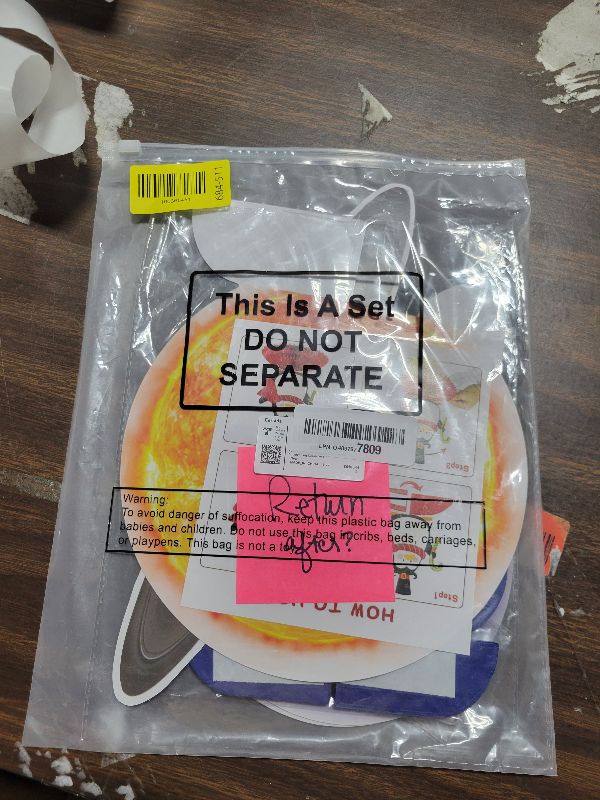 684-511
This Is A Set
DO NOT
SEPARATE
7809
Return
after?
Warning:
To avoid danger of suffocation, keep this plastic bag away from
babies and children. Do not use this bag in cribs, beds, carriages,
or playpens. This bag is not a toy.
Step2
Step1
HOW TO